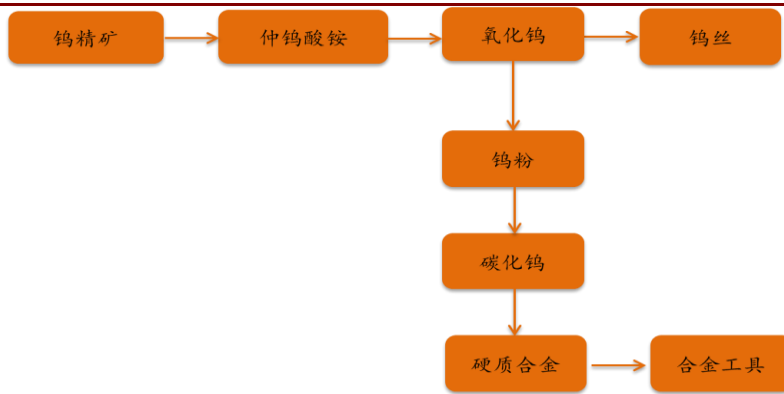 钨精矿
仲钨酸铵
氧化钨
钨丝
钨粉
碳化钨
硬质合金
合金工具